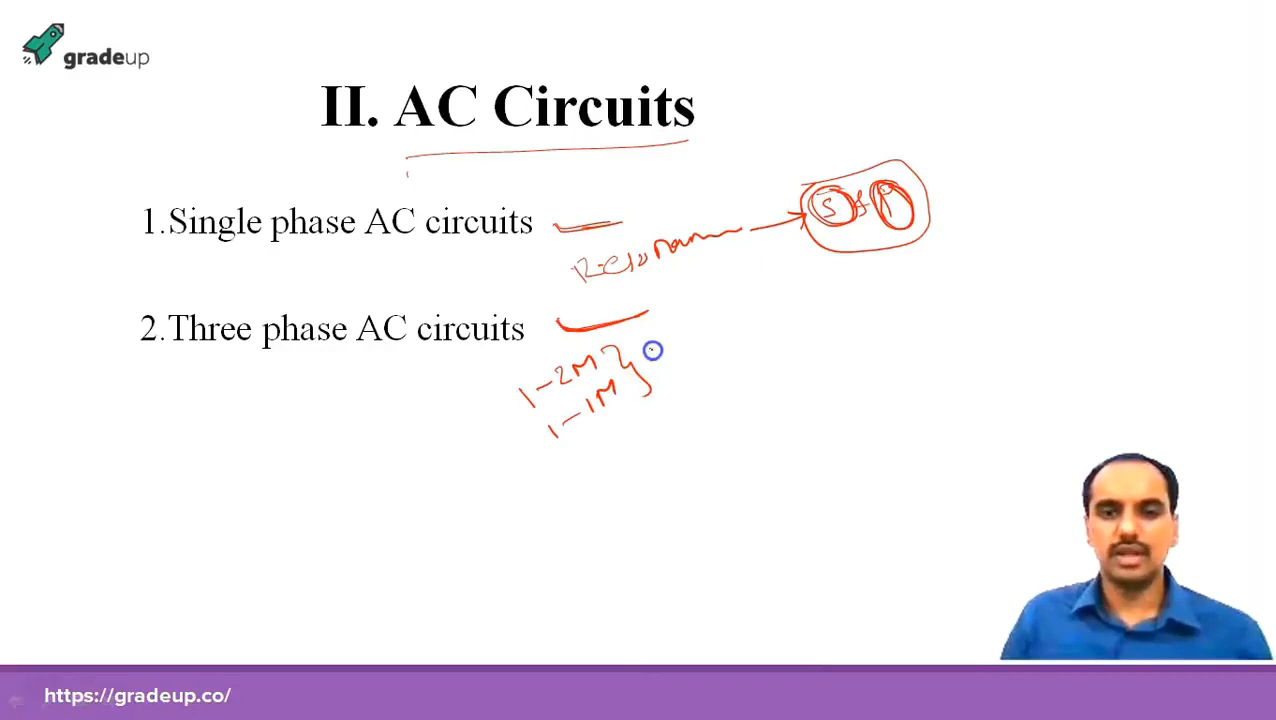 gradeup
II. AC Circuits
1.Single phase AC circuits
S & P
2.Three phase AC circuits
1-2M
1-1M
https://gradeup.co/